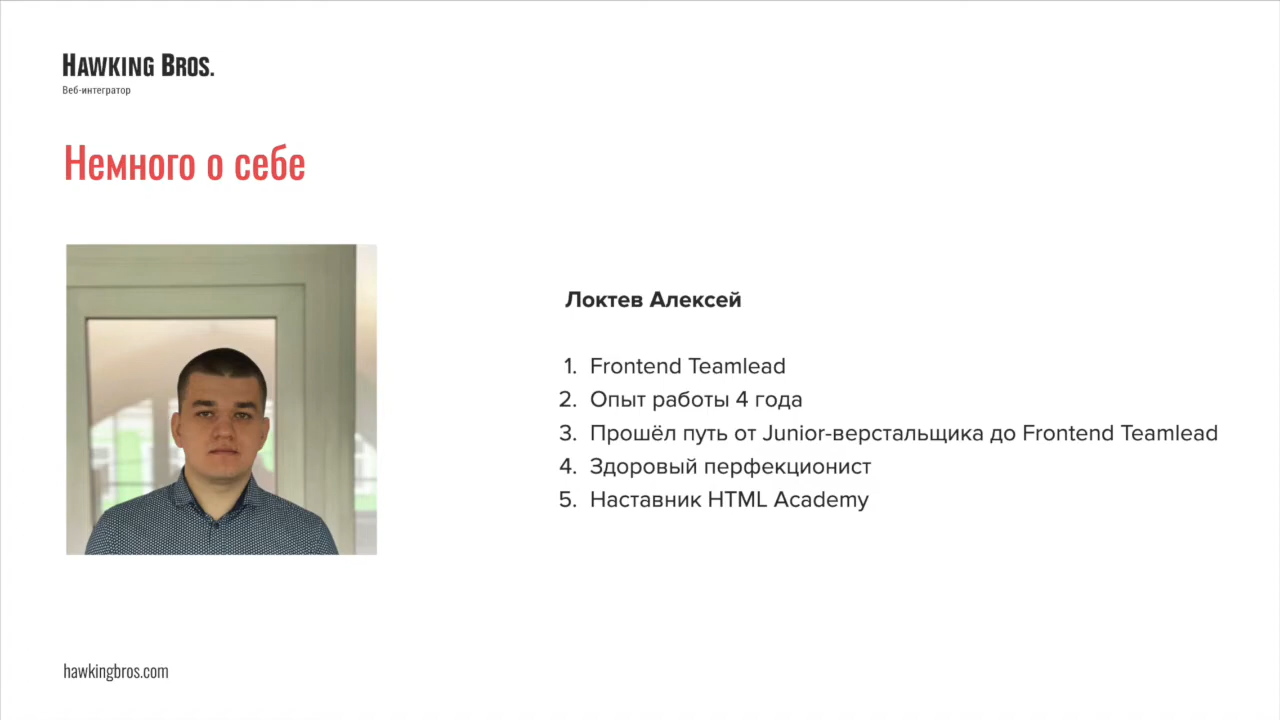 HAWKING BROS.
Веб-интегратор
Немного о себе
Локтев Алексей
1. Frontend Teamlead
2. Опыт работы 4 года
3. Прошёл путь от Junior-верстальщика до Frontend Teamlead
4. Здоровый перфекционист
5. Наставник HTML Academy
hawkingbros.com